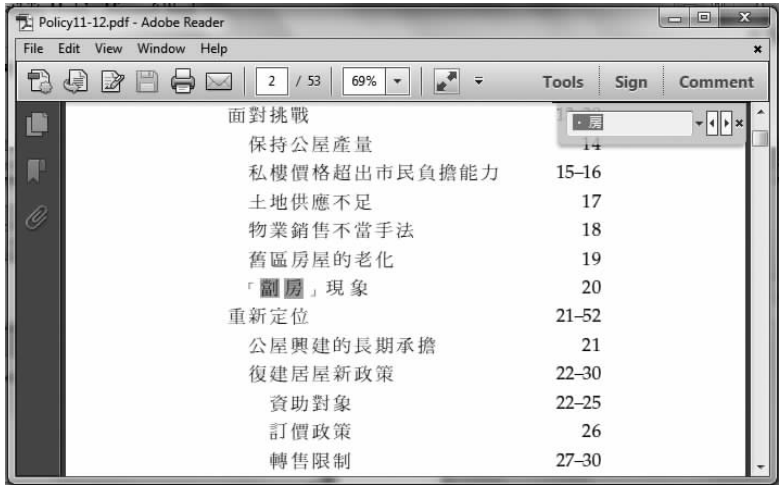 Policy11-12.pdf - Adobe Reader
File Edit View Window Help
2 / 53 69% Tools Sign Comment
· 房
面對挑戰
保持公屋產量 14
私樓價格超出市民負擔能力 15–16
土地供應不足 17
物業銷售不當手法 18
舊區房屋的老化 19
「劏房」現象 20
重新定位 21–52
公屋興建的長期承擔 21
復建居屋新政策 22–30
資助對象 22–25
訂價政策 26
轉售限制 27–30